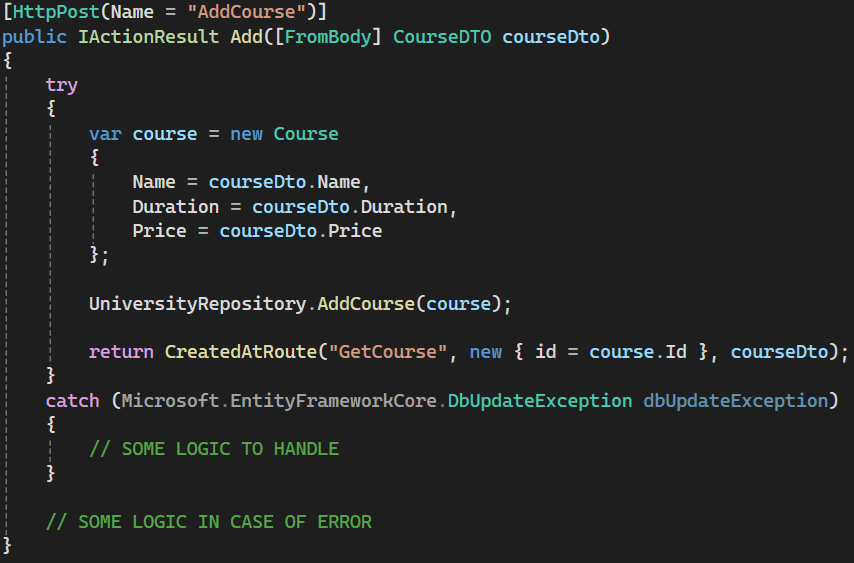 [HttpPost(Name = "AddCourse")]
public IActionResult Add([FromBody] CourseDTO courseDto)
{
    try
    {
        var course = new Course
        {
            Name = courseDto.Name,
            Duration = courseDto.Duration,
            Price = courseDto.Price
        };

        UniversityRepository.AddCourse(course);

        return CreatedAtRoute("GetCourse", new { id = course.Id }, courseDto);
    }
    catch (Microsoft.EntityFrameworkCore.DbUpdateException dbUpdateException)
    {
        // SOME LOGIC TO HANDLE
    }

    // SOME LOGIC IN CASE OF ERROR
}